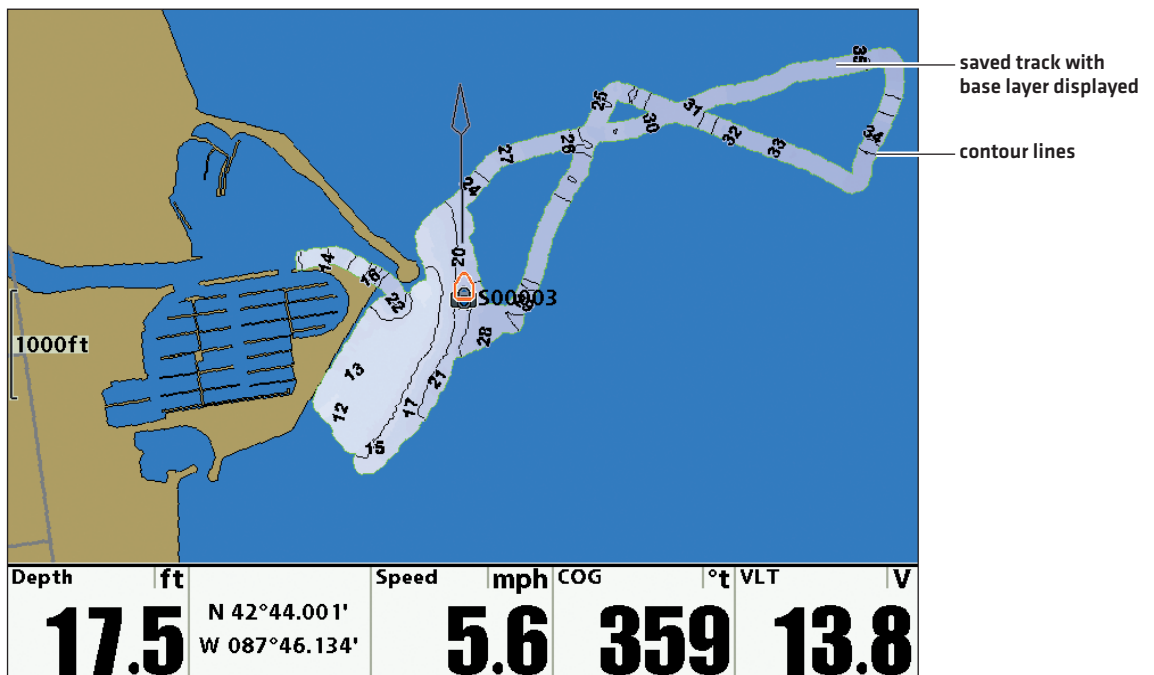 saved track with
base layer displayed
contour lines
35
25
31
30
32
33
34
26
27
24
20
14
16
22
S00003
28
1000ft
13
21
12
17
15
Depth ft
17.5
N 42°44.001'
W 087°46.134'
Speed mph
5.6
COG °t
359
VLT V
13.8